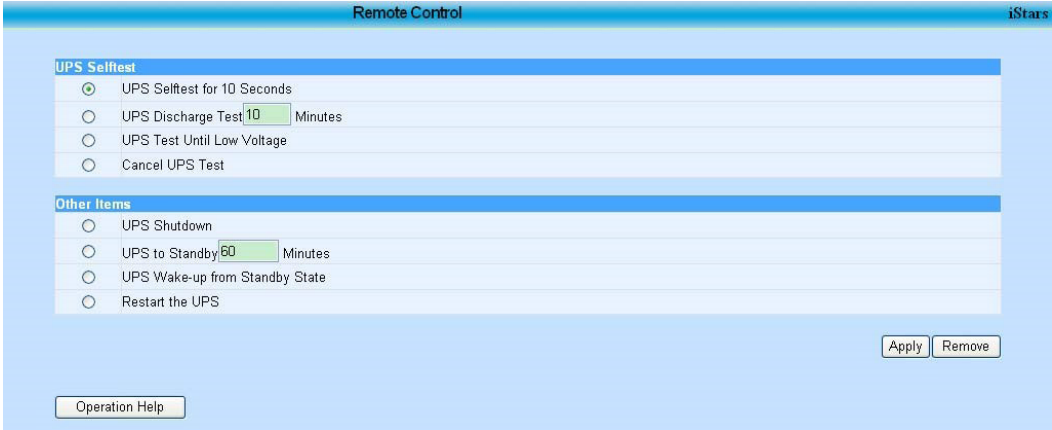 Remote Control iStars
UPS Selftest
UPS Selftest for 10 Seconds
UPS Discharge Test 10 Minutes
UPS Test Until Low Voltage
Cancel UPS Test
Other Items
UPS Shutdown
UPS to Standby 60 Minutes
UPS Wake-up from Standby State
Restart the UPS
Apply Remove
Operation Help